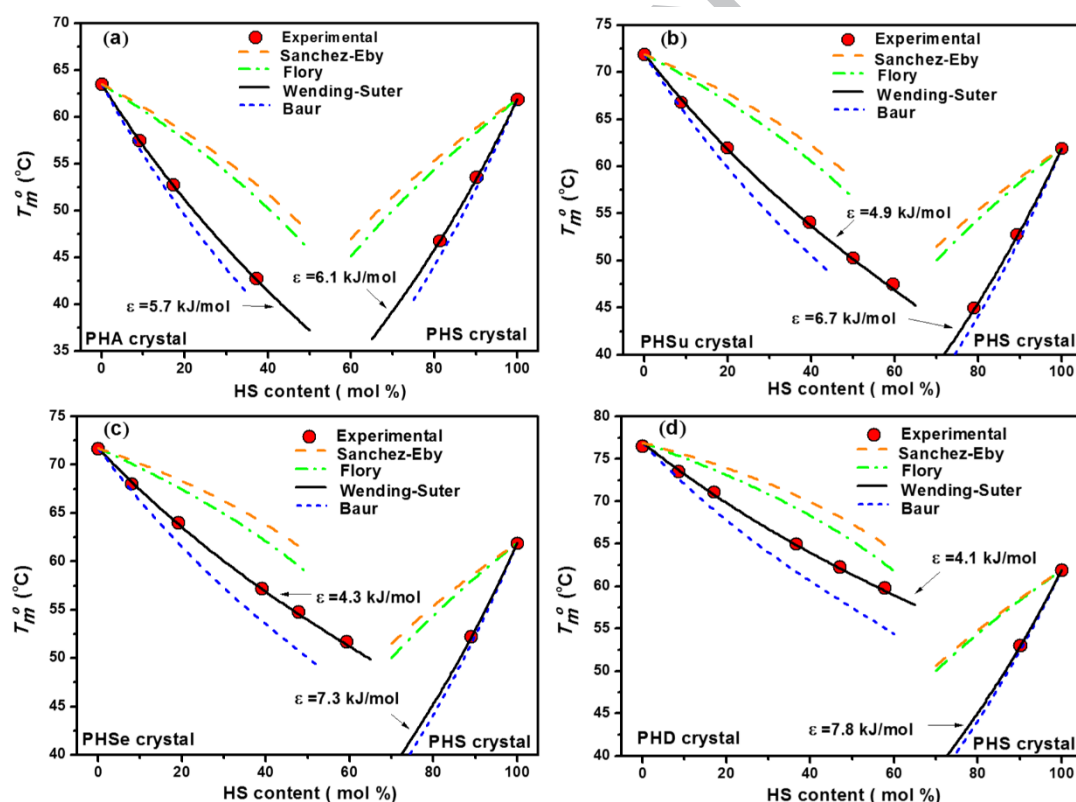 (a)
Experimental
Sanchez-Eby
Flory
Wending-Suter
Baur
75
70
65
60
55
50
45
40
35
T_m^o (°C)
ε =5.7 kJ/mol
ε =6.1 kJ/mol
PHA crystal
PHS crystal
0 20 40 60 80 100
HS content ( mol %)
(b)
Experimental
Sanchez-Eby
Flory
Wending-Suter
Baur
75
70
65
60
55
50
45
40
T_m^o (°C)
ε =4.9 kJ/mol
ε =6.7 kJ/mol
PHSu crystal
PHS crystal
0 20 40 60 80 100
HS content ( mol %)
(c)
Experimental
Sanchez-Eby
Flory
Wending-Suter
Baur
75
70
65
60
55
50
45
40
T_m^o (°C)
ε =4.3 kJ/mol
ε =7.3 kJ/mol
PHSe crystal
PHS crystal
0 20 40 60 80 100
HS content ( mol %)
(d)
Experimental
Sanchez-Eby
Flory
Wending-Suter
Baur
80
75
70
65
60
55
50
45
40
T_m^o (°C)
ε =4.1 kJ/mol
ε =7.8 kJ/mol
PHD crystal
PHS crystal
0 20 40 60 80 100
HS content ( mol %)